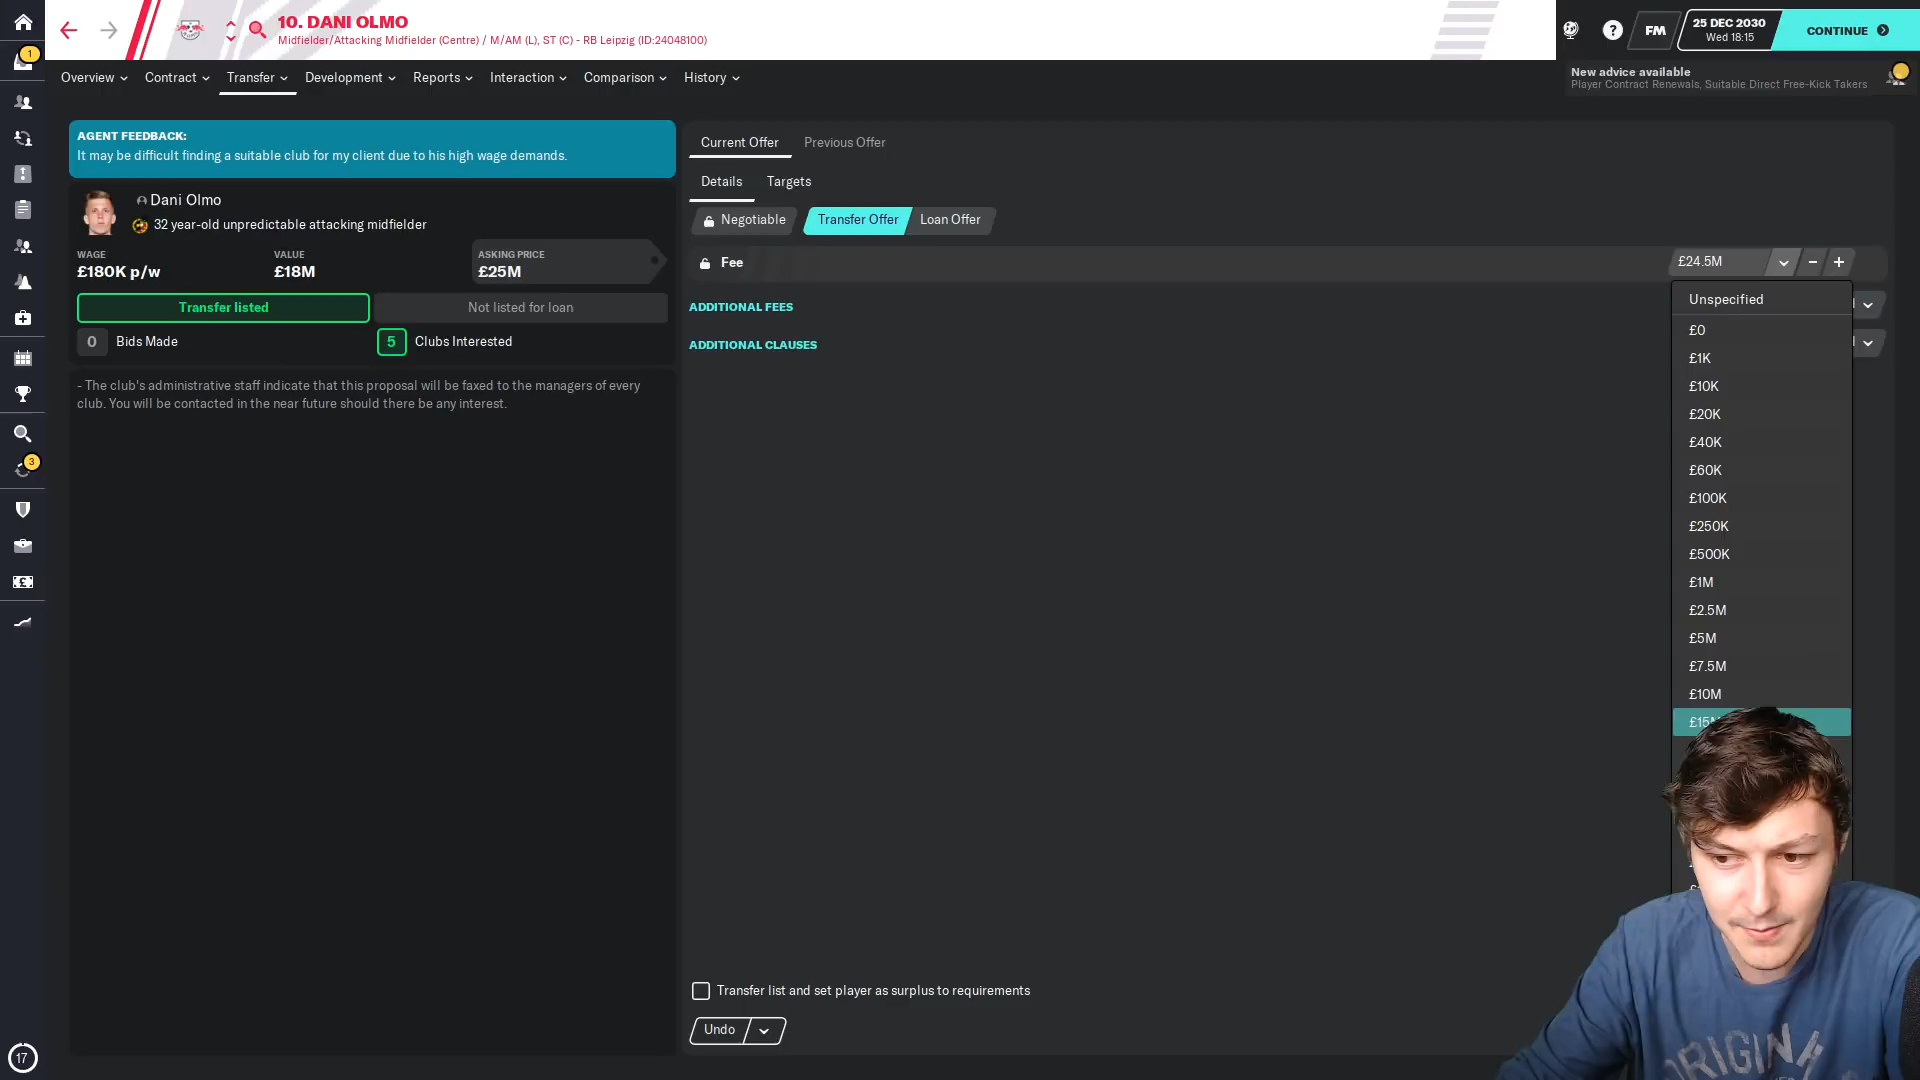 10. DANI OLMO
Midfielder/Attacking Midfielder (Centre) / M/AM (L), ST (C) - RB Leipzig (ID:24048100)
FM
25 DEC 2030
Wed 18:15
CONTINUE
1
Overview
Contract
Transfer
Development
Reports
Interaction
Comparison
History
New advice available
Player Contract Renewals, Suitable Direct Free-Kick Takers
AGENT FEEDBACK:
It may be difficult finding a suitable club for my client due to his high wage demands.
Dani Olmo
32 year-old unpredictable attacking midfielder
WAGE
£180K p/w
VALUE
£18M
ASKING PRICE
£25M
Transfer listed
Not listed for loan
0 Bids Made
5 Clubs Interested
- The club's administrative staff indicate that this proposal will be faxed to the managers of every
club. You will be contacted in the near future should there be any interest.
Current Offer
Previous Offer
Details
Targets
Negotiable
Transfer Offer
Loan Offer
Fee
£24.5M
ADDITIONAL FEES
ADDITIONAL CLAUSES
Unspecified
£0
£1K
£10K
£20K
£40K
£60K
£100K
£250K
£500K
£1M
£2.5M
£5M
£7.5M
£10M
£15M
Transfer list and set player as surplus to requirements
Undo
3
17
ORIGINA